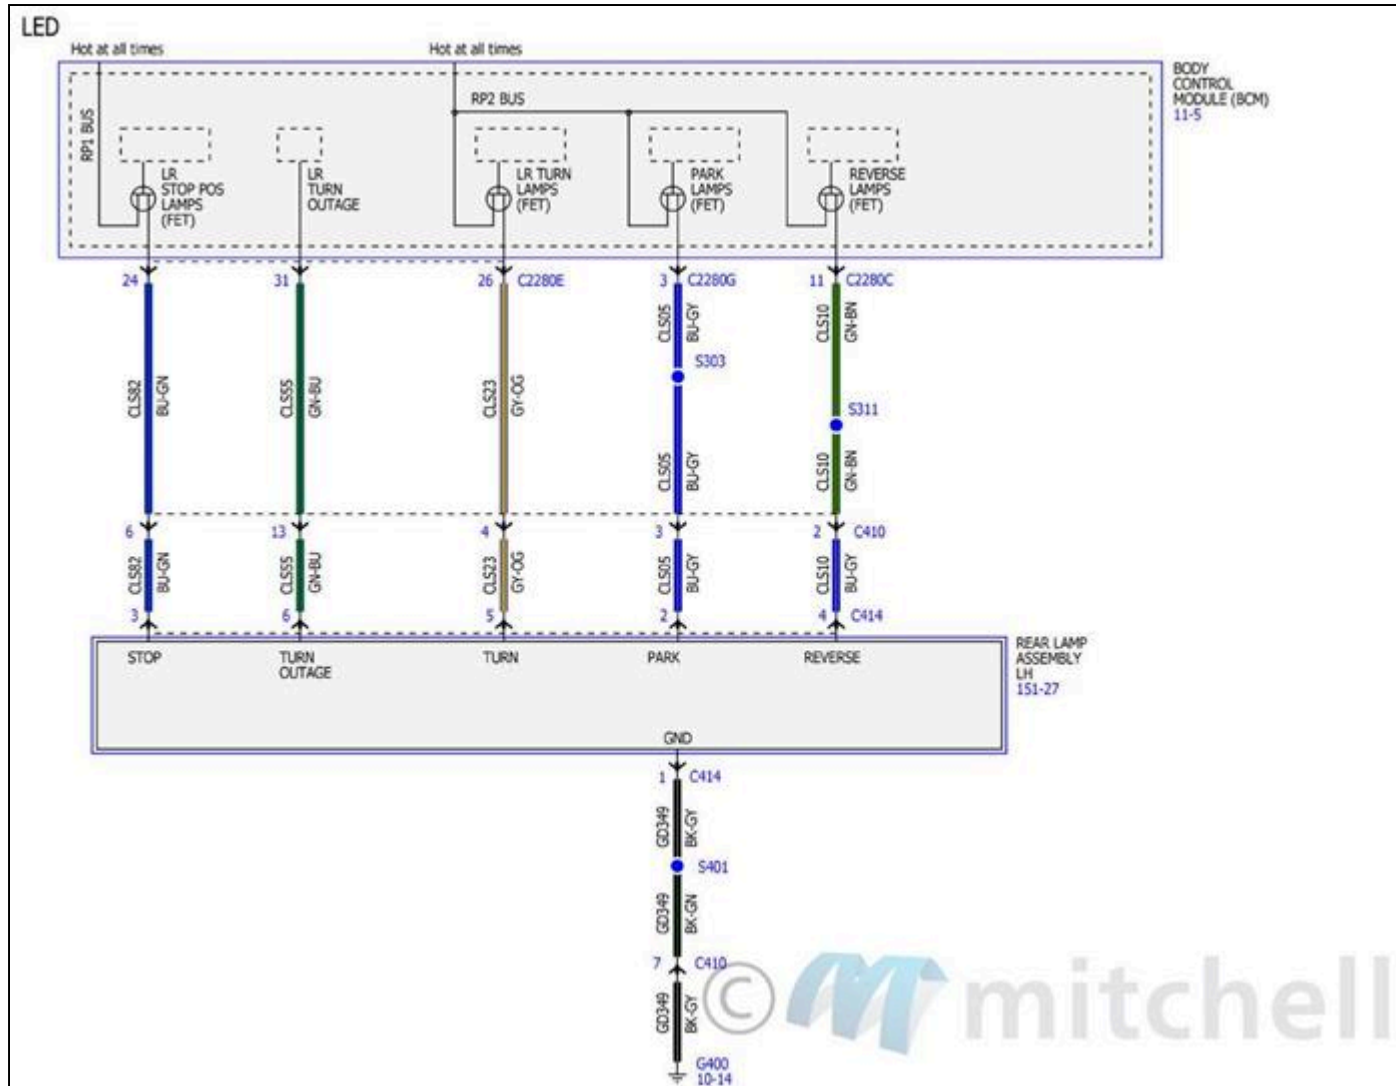 LED
Hot at all times
Hot at all times
BODY
CONTROL
MODULE (BCM)
11-5
RP1 BUS
RP2 BUS
LR
STOP POS
LAMPS
(FET)
LR
TURN
OUTAGE
LR TURN
LAMPS
(FET)
PARK
LAMPS
(FET)
REVERSE
LAMPS
(FET)
24
31
26
C2280E
3
C2280G
11
C2280C
CLS05
BU-GY
CLS10
GN-BN
S303
CLS82
BU-GN
CLS55
GN-BU
CLS23
GY-OG
S311
CLS05
BU-GY
CLS10
GN-BN
6
13
4
3
2
C410
CLS82
BU-GN
CLS55
GN-BU
CLS23
GY-OG
CLS05
BU-GY
CLS10
BU-GY
3
6
5
2
4
C414
STOP
TURN
OUTAGE
TURN
PARK
REVERSE
REAR LAMP
ASSEMBLY
LH
151-27
GND
1
C414
GD349
BK-GY
S401
GD349
BK-GN
7
C410
GD349
BK-GY
© mitchell
G400
10-14